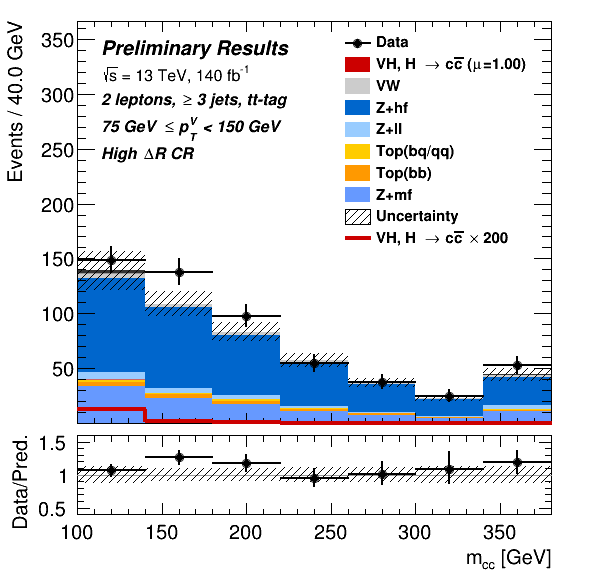 Events / 40.0 GeV
350
300
250
200
150
100
50
Preliminary Results
√s = 13 TeV, 140 fb⁻¹
2 leptons, ≥ 3 jets, tt-tag
75 GeV ≤ p_T^V < 150 GeV
High ΔR CR
Data
VH, H → cc̅ (μ=1.00)
VW
Z+hf
Z+ll
Top(bq/qq)
Top(bb)
Z+mf
Uncertainty
VH, H → cc̅ × 200
Data/Pred.
1.5
1
0.5
100 150 200 250 300 350
m_cc [GeV]